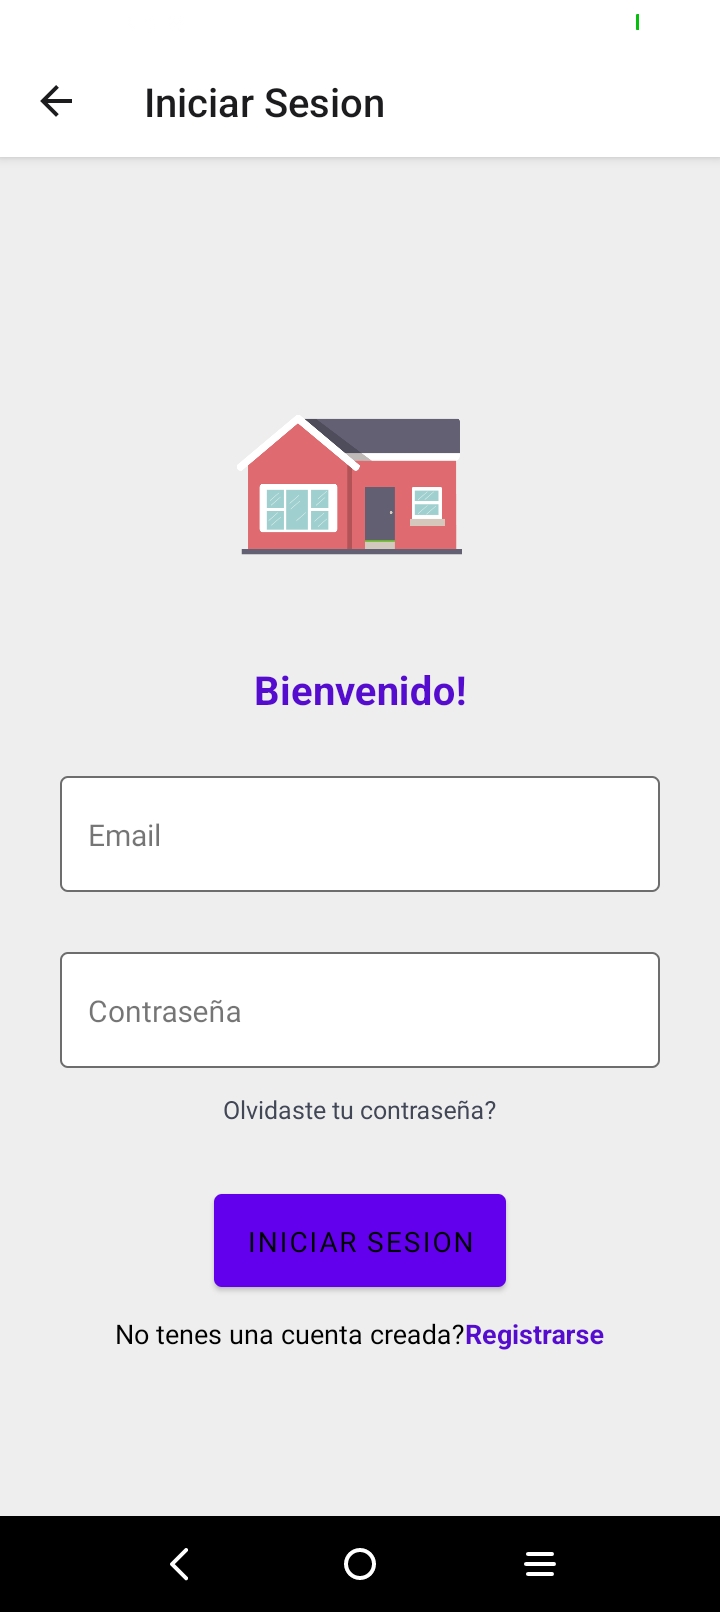 Iniciar Sesion
Bienvenido!
Email
Contraseña
Olvidaste tu contraseña?
INICIAR SESION
No tenes una cuenta creada?Registrarse